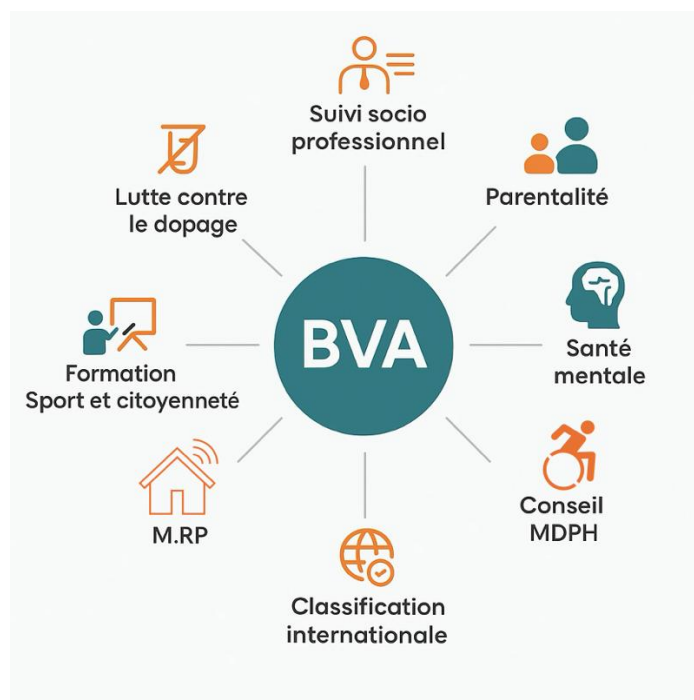 Suivi socio
professionnel
Lutte contre
le dopage
Parentalité
BVA
Formation
Sport et citoyenneté
Santé
mentale
M.RP
Conseil
MDPH
Classification
internationale